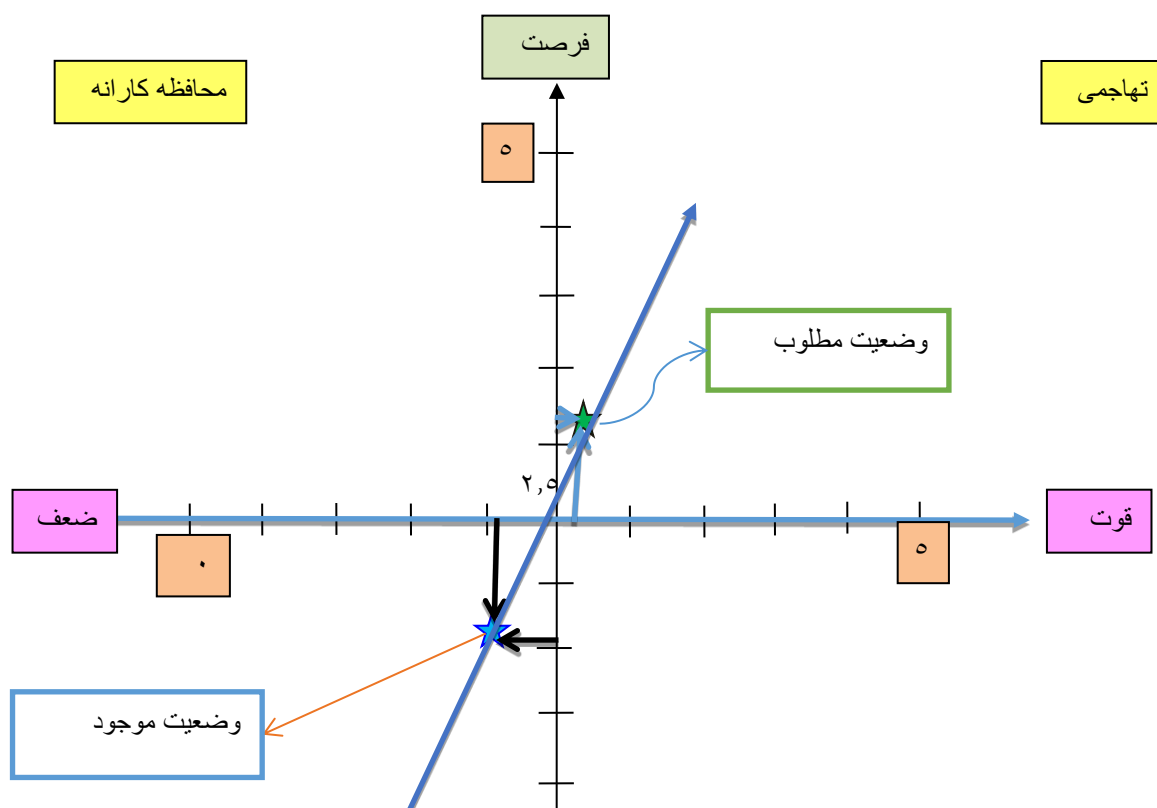 فرصت
تهاجمی
محافظه کارانه
۵
وضعیت مطلوب
۲٫۵
قوت
ضعف
۵
۰
وضعیت موجود